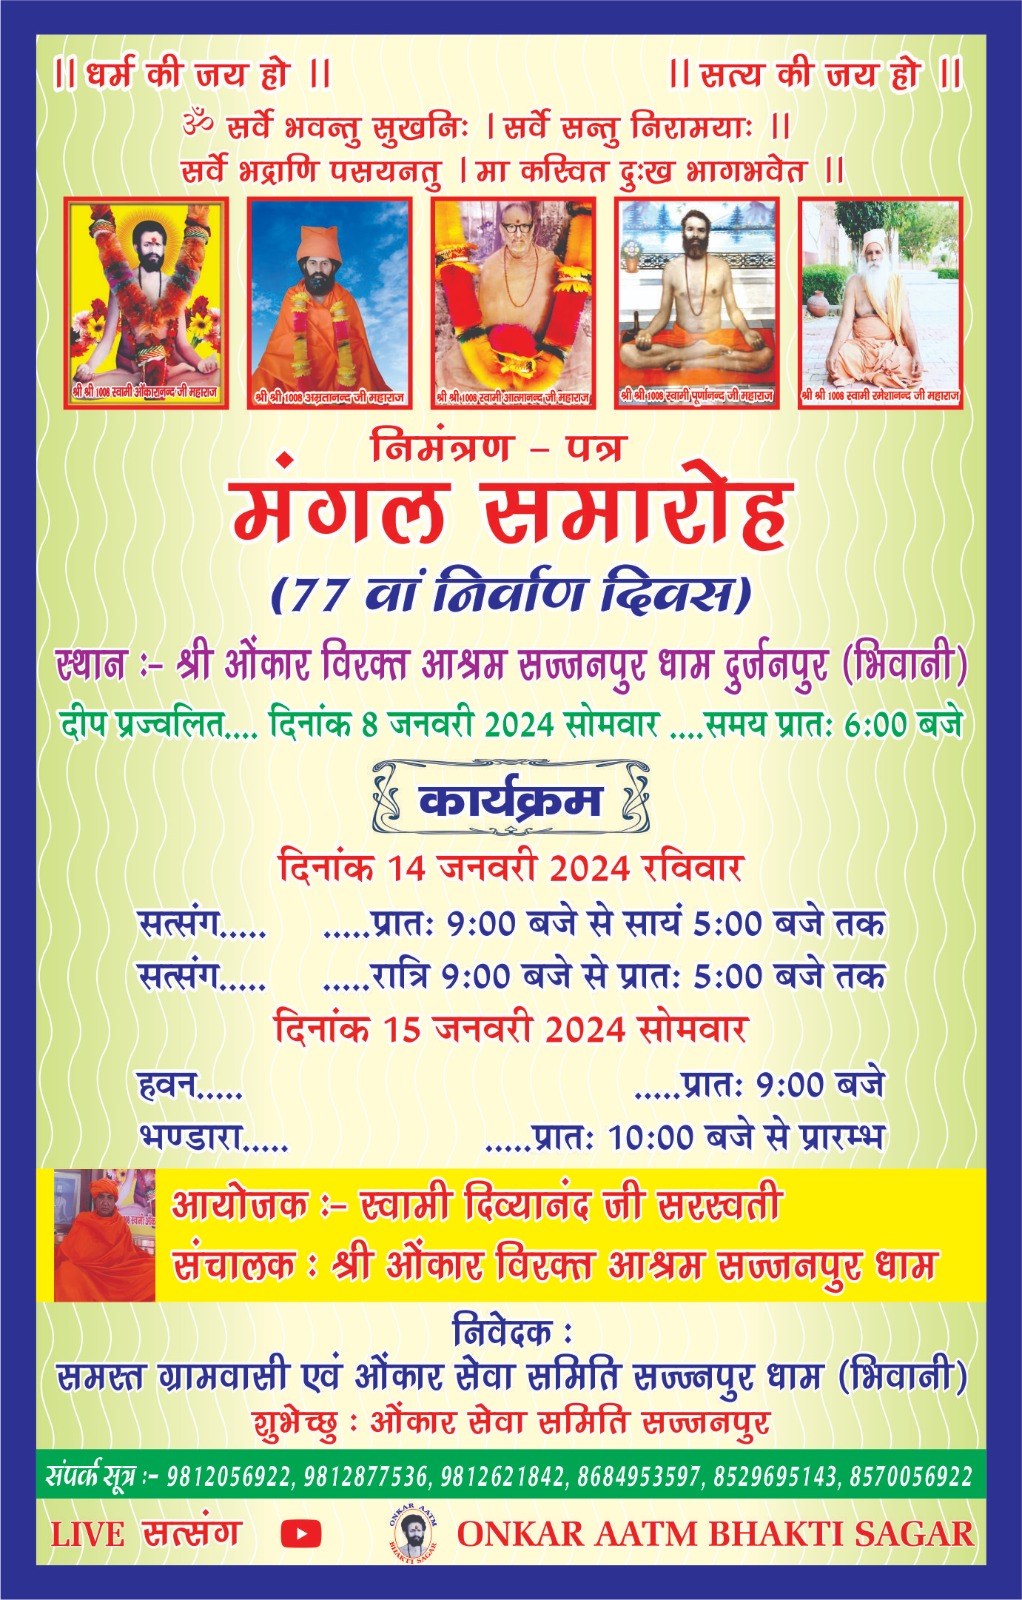 || धर्म की जय हो ||
|| सत्य की जय हो ||
ॐ सर्वे भवन्तु सुखनिः । सर्वे सन्तु निरामयाः ।।
सर्वे भद्राणि पसयनतु । मा कस्वित दुःख भागभवेत ।।
श्री श्री 1008 स्वामी ओंकारानन्द जी महाराज
श्री श्री 1008 अमृतानन्द जी महाराज
श्री श्री 1008 स्वामी आत्मानन्द जी महाराज
श्री श्री 1008 स्वामी पूर्णानन्द जी महाराज
श्री श्री 1008 स्वामी रमेशानन्द जी महाराज
निमंत्रण – पत्र
मंगल समारोह
(77 वां निर्वाण दिवस)
स्थान :- श्री ओंकार विरक्त आश्रम सज्जनपुर धाम दुर्जनपुर (भिवानी)
दीप प्रज्वलित.... दिनांक 8 जनवरी 2024 सोमवार ....समय प्रात: 6:00 बजे
कार्यक्रम
दिनांक 14 जनवरी 2024 रविवार
सत्संग..... .....प्रात: 9:00 बजे से सायं 5:00 बजे तक
सत्संग..... .....रात्रि 9:00 बजे से प्रात: 5:00 बजे तक
दिनांक 15 जनवरी 2024 सोमवार
हवन..... .....प्रात: 9:00 बजे
भण्डारा..... .....प्रात: 10:00 बजे से प्रारम्भ
आयोजक :- स्वामी दिव्यानंद जी सरस्वती
संचालक : श्री ओंकार विरक्त आश्रम सज्जनपुर धाम
निवेदक :
समस्त ग्रामवासी एवं ओंकार सेवा समिति सज्जनपुर धाम (भिवानी)
शुभेच्छु : ओंकार सेवा समिति सज्जनपुर
संपर्क सूत्र :- 9812056922, 9812877536, 9812621842, 8684953597, 8529695143, 8570056922
LIVE सत्संग
ONKAR AATM
BHAKTI SAGAR
ONKAR AATM BHAKTI SAGAR